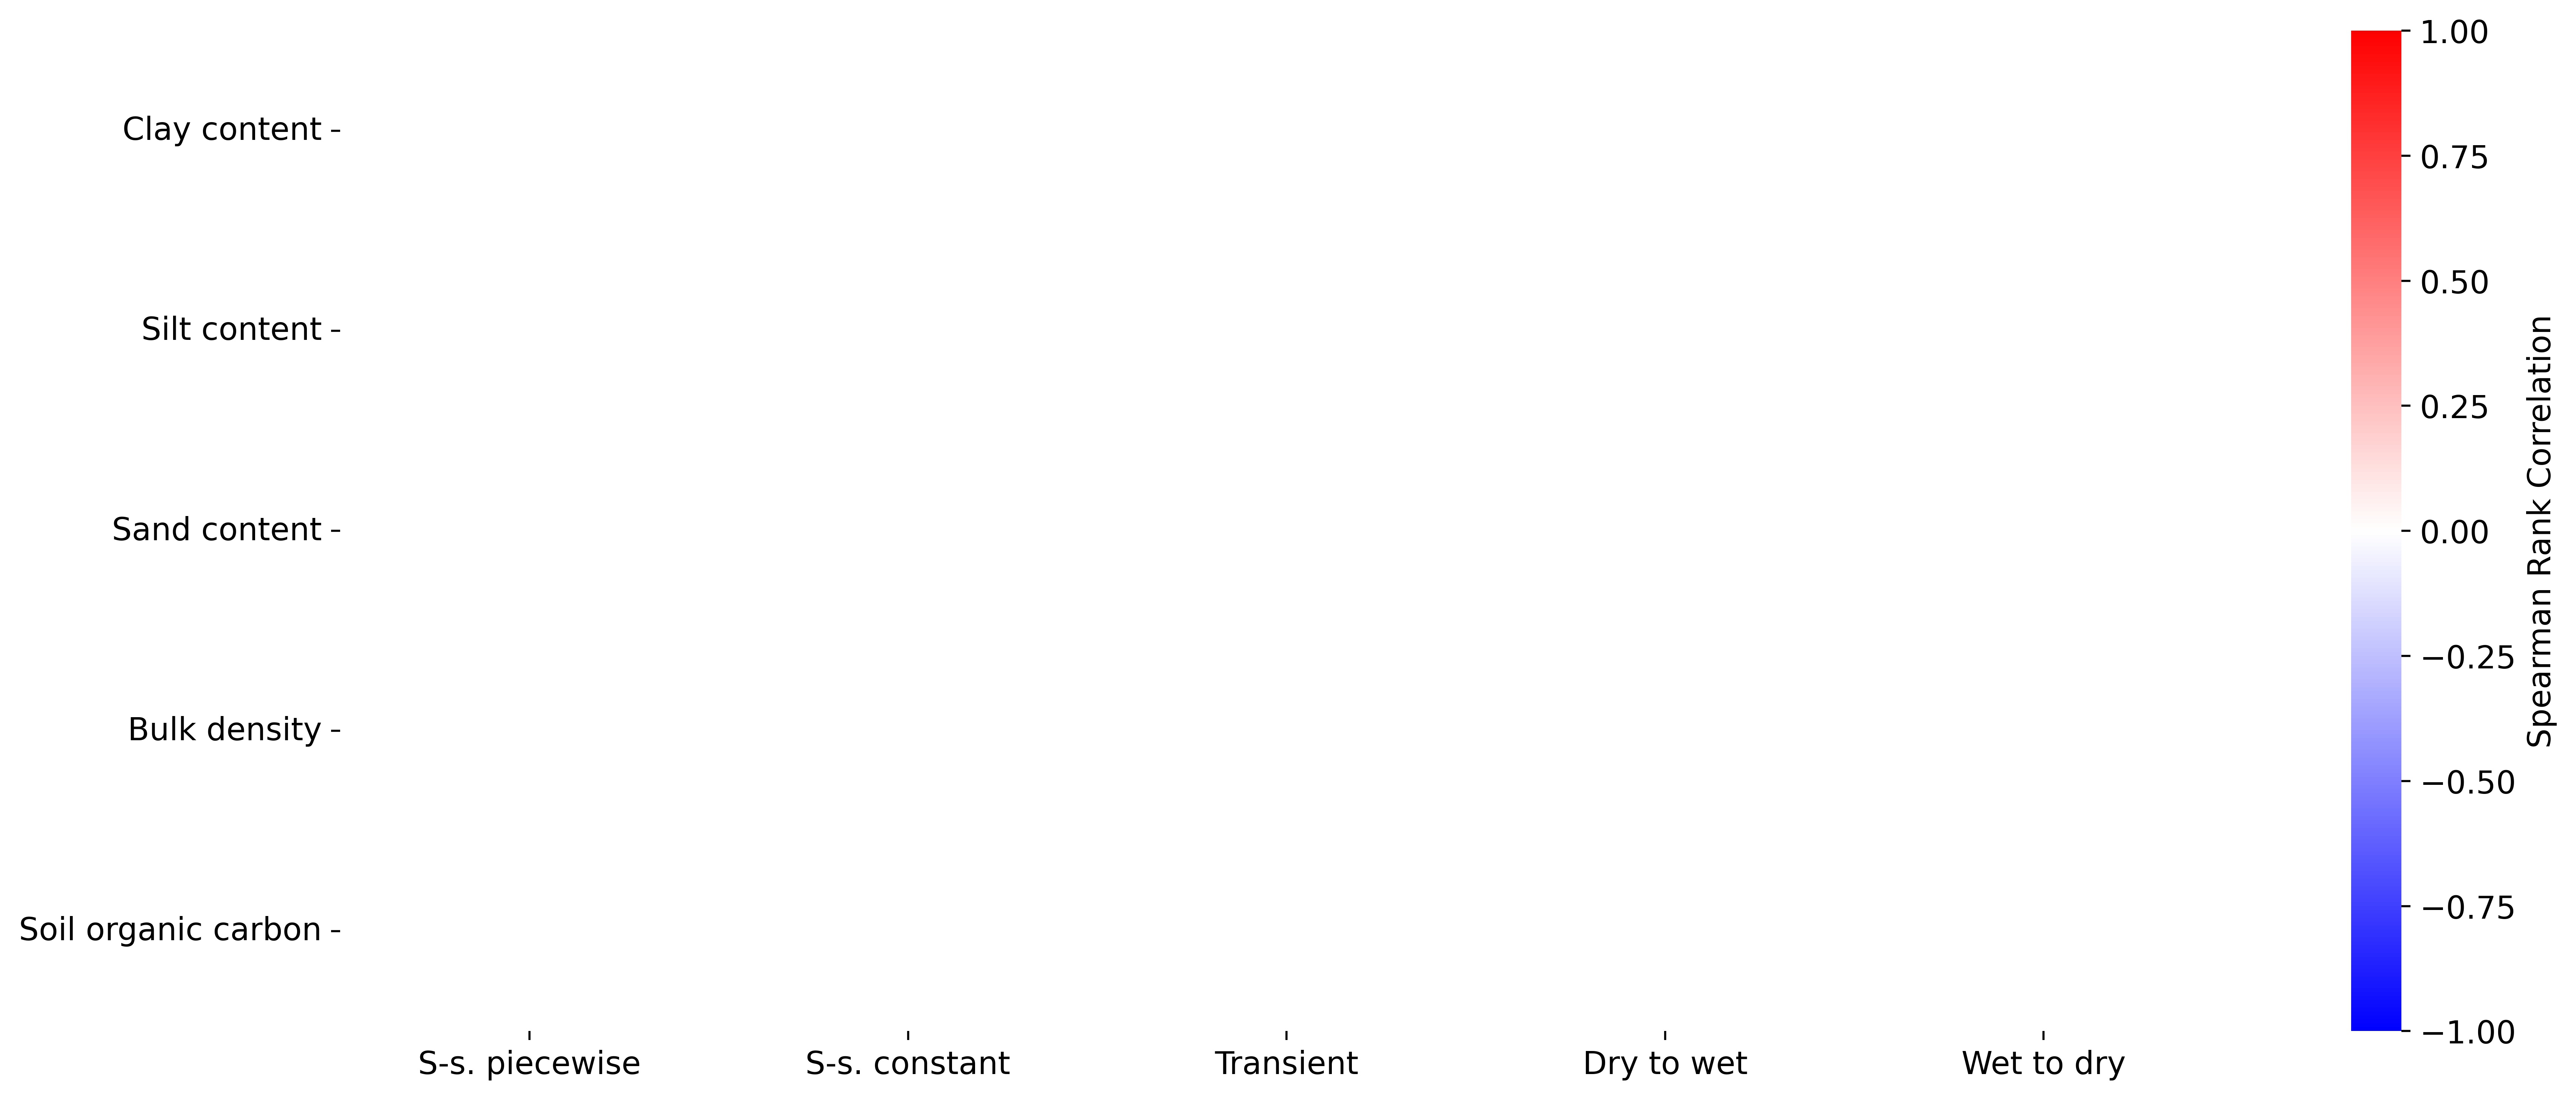 Clay content
Silt content
Sand content
Bulk density
Soil organic carbon
S-s. piecewise
S-s. constant
Transient
Dry to wet
Wet to dry
1.00
0.75
0.50
0.25
0.00
−0.25
−0.50
−0.75
−1.00
Spearman Rank Correlation